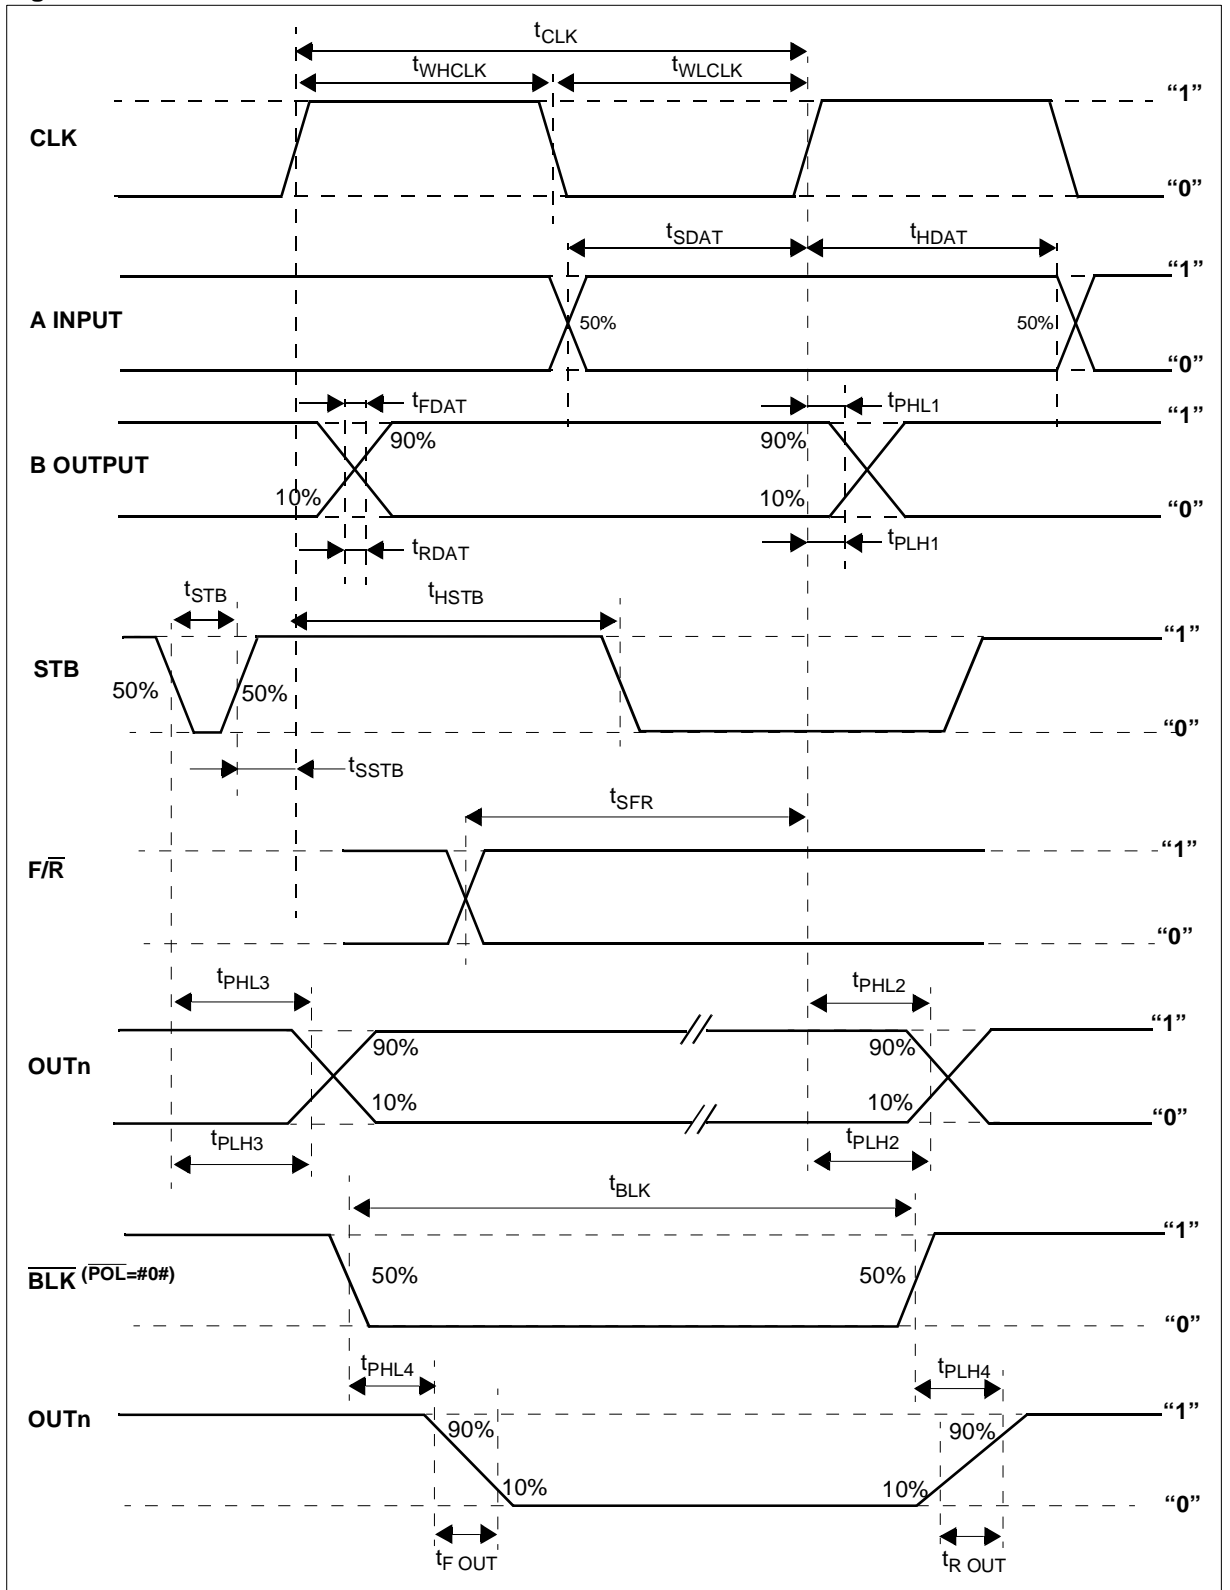 tCLK
tWHCLK tWLCLK
“1”
CLK
“0”
tSDAT tHDAT
“1”
A INPUT 50% 50%
“0”
tFDAT tPHL1
“1”
90% 90%
B OUTPUT
10% 10%
“0”
tRDAT tPLH1
tSTB tHSTB
“1”
STB
50% 50%
“0”
tSSTB
tSFR
“1”
F/R̅
“0”
tPHL3 tPHL2
“1”
90% 90%
OUTn
10% 10%
“0”
tPLH3 tPLH2
tBLK
“1”
B̅L̅K̅ (P̅O̅L̅=#0#) 50% 50%
“0”
tPHL4 tPLH4
“1”
OUTn
90% 90%
10% 10%
“0”
tF OUT tR OUT